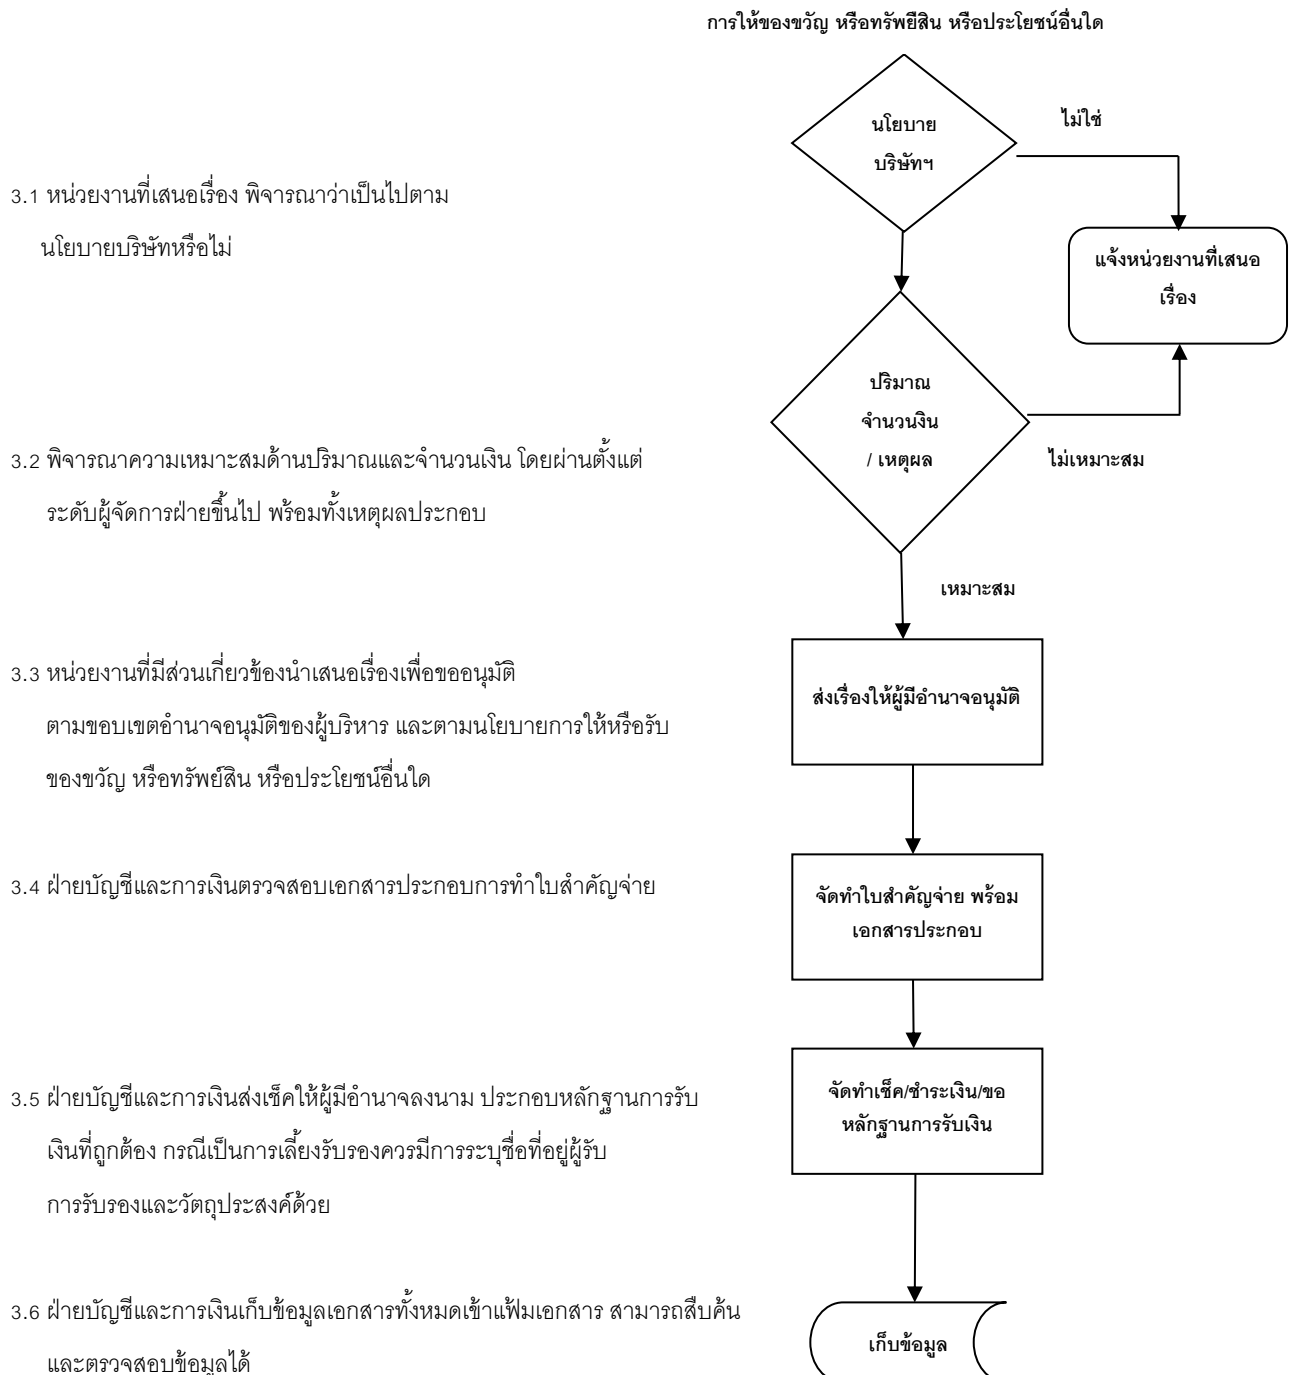 การให้ของขวัญ หรือทรัพยืสิน หรือประโยชน์อื่นใด
นโยบาย
บริษัทฯ
ไม่ใช่
3.1 หน่วยงานที่เสนอเรื่อง พิจารณาว่าเป็นไปตาม
นโยบายบริษัทหรือไม่
แจ้งหน่วยงานที่เสนอ
เรื่อง
ปริมาณ
จำนวนเงิน
/ เหตุผล
ไม่เหมาะสม
3.2 พิจารณาความเหมาะสมด้านปริมาณและจำนวนเงิน โดยผ่านตั้งแต่
ระดับผู้จัดการฝ่ายขึ้นไป พร้อมทั้งเหตุผลประกอบ
เหมาะสม
3.3 หน่วยงานที่มีส่วนเกี่ยวข้องนำเสนอเรื่องเพื่อขออนุมัติ
ตามขอบเขตอำนาจอนุมัติของผู้บริหาร และตามนโยบายการให้หรือรับ
ของขวัญ หรือทรัพย์สิน หรือประโยชน์อื่นใด
ส่งเรื่องให้ผู้มีอำนาจอนุมัติ
3.4 ฝ่ายบัญชีและการเงินตรวจสอบเอกสารประกอบการทำใบสำคัญจ่าย
จัดทำใบสำคัญจ่าย พร้อม
เอกสารประกอบ
3.5 ฝ่ายบัญชีและการเงินส่งเช็คให้ผู้มีอำนาจลงนาม ประกอบหลักฐานการรับ
เงินที่ถูกต้อง กรณีเป็นการเลี้ยงรับรองควรมีการระบุชื่อที่อยู่ผู้รับ
การรับรองและวัตถุประสงค์ด้วย
จัดทำเช็ค/ชำระเงิน/ขอ
หลักฐานการรับเงิน
3.6 ฝ่ายบัญชีและการเงินเก็บข้อมูลเอกสารทั้งหมดเข้าแฟ้มเอกสาร สามารถสืบค้น
และตรวจสอบข้อมูลได้
เก็บข้อมูล